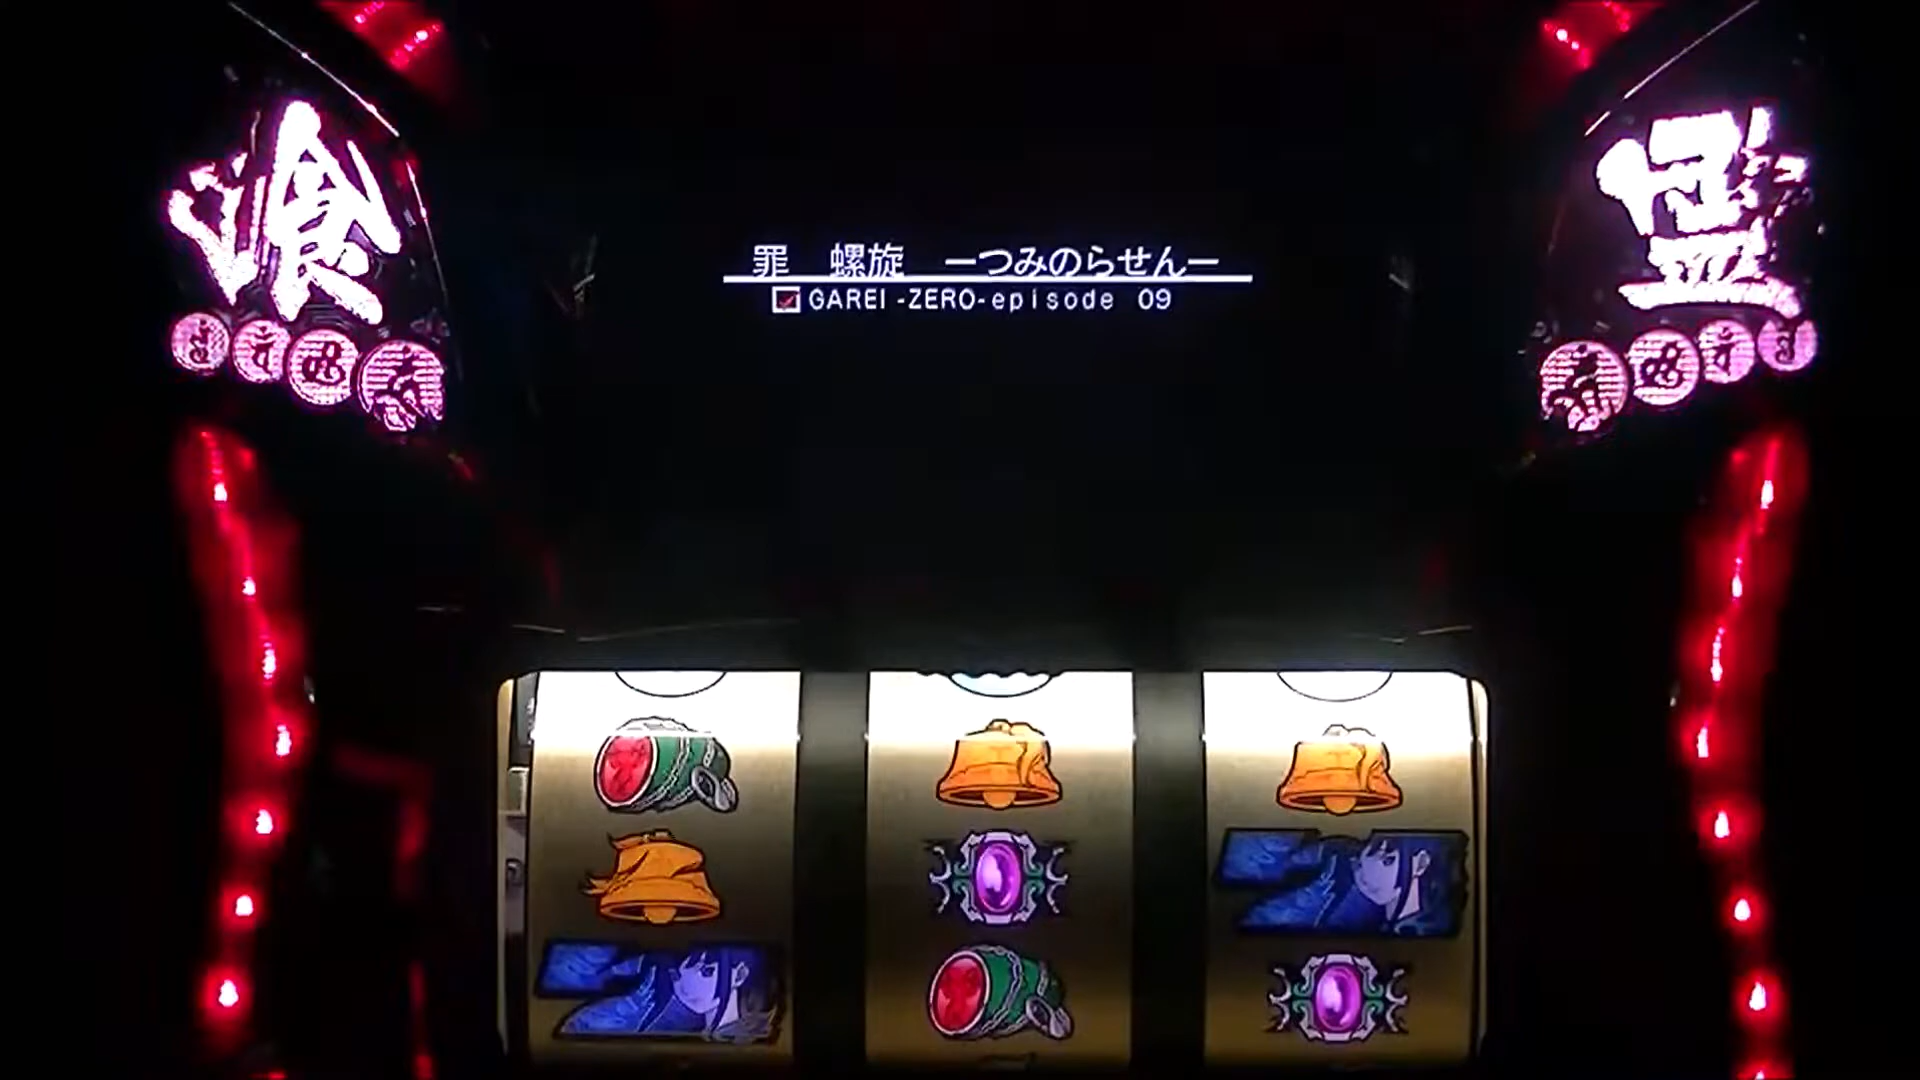 喰
霊
罪　螺旋　ーつみのらせんー
GAREI -ZERO- episode 09